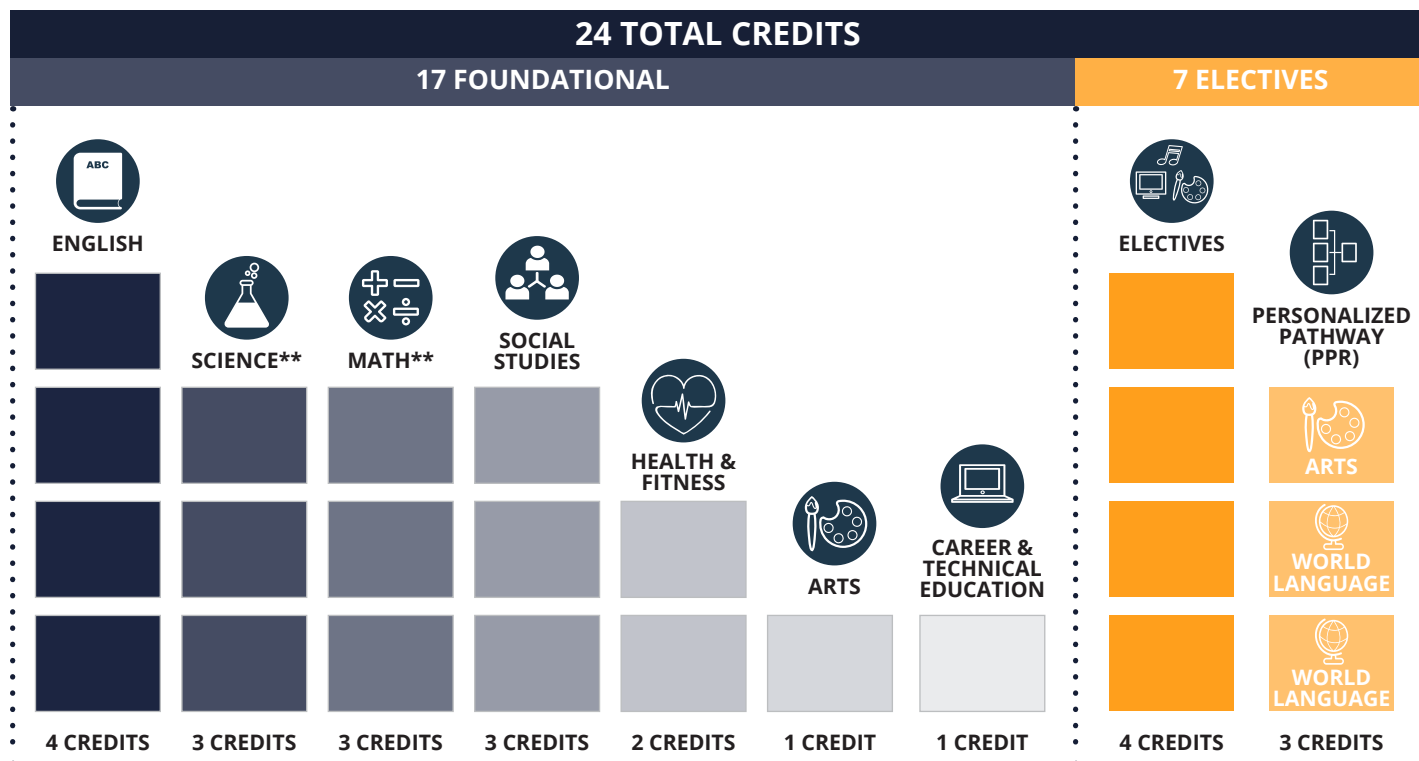 24 TOTAL CREDITS
17 FOUNDATIONAL
7 ELECTIVES
ABC
ENGLISH
SCIENCE**
MATH**
SOCIAL
STUDIES
HEALTH &
FITNESS
ARTS
CAREER &
TECHNICAL
EDUCATION
ELECTIVES
PERSONALIZED
PATHWAY
(PPR)
ARTS
WORLD
LANGUAGE
WORLD
LANGUAGE
4 CREDITS
3 CREDITS
3 CREDITS
3 CREDITS
2 CREDITS
1 CREDIT
1 CREDIT
4 CREDITS
3 CREDITS